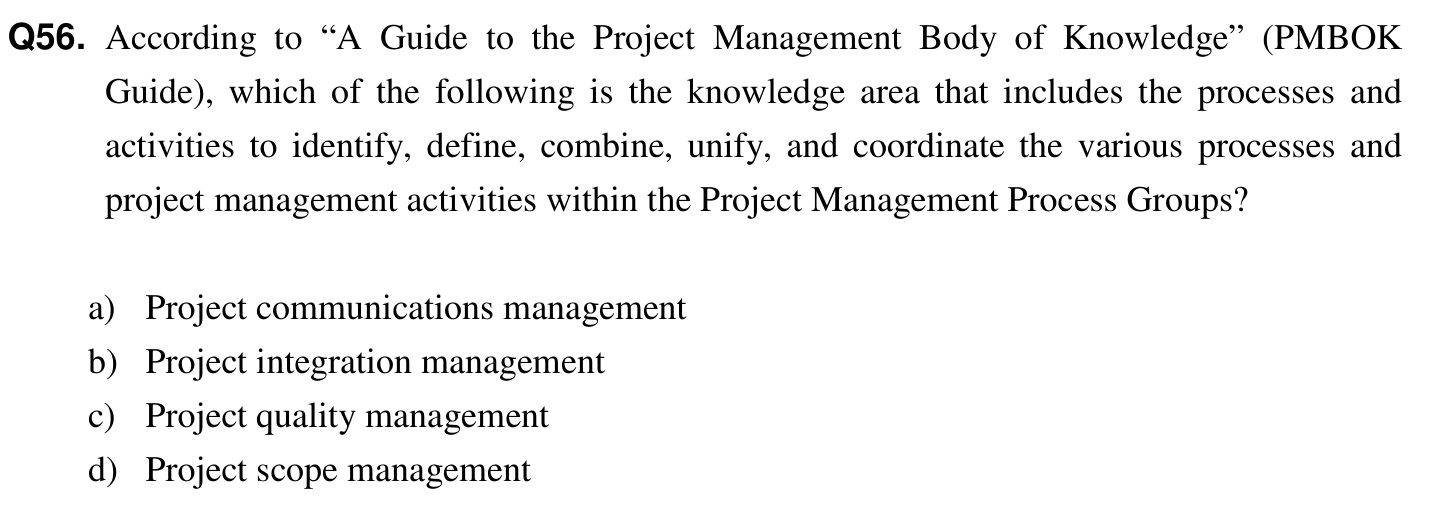 Q56. According to “A Guide to the Project Management Body of Knowledge” (PMBOK
Guide), which of the following is the knowledge area that includes the processes and
activities to identify, define, combine, unify, and coordinate the various processes and
project management activities within the Project Management Process Groups?
a) Project communications management
b) Project integration management
c) Project quality management
d) Project scope management